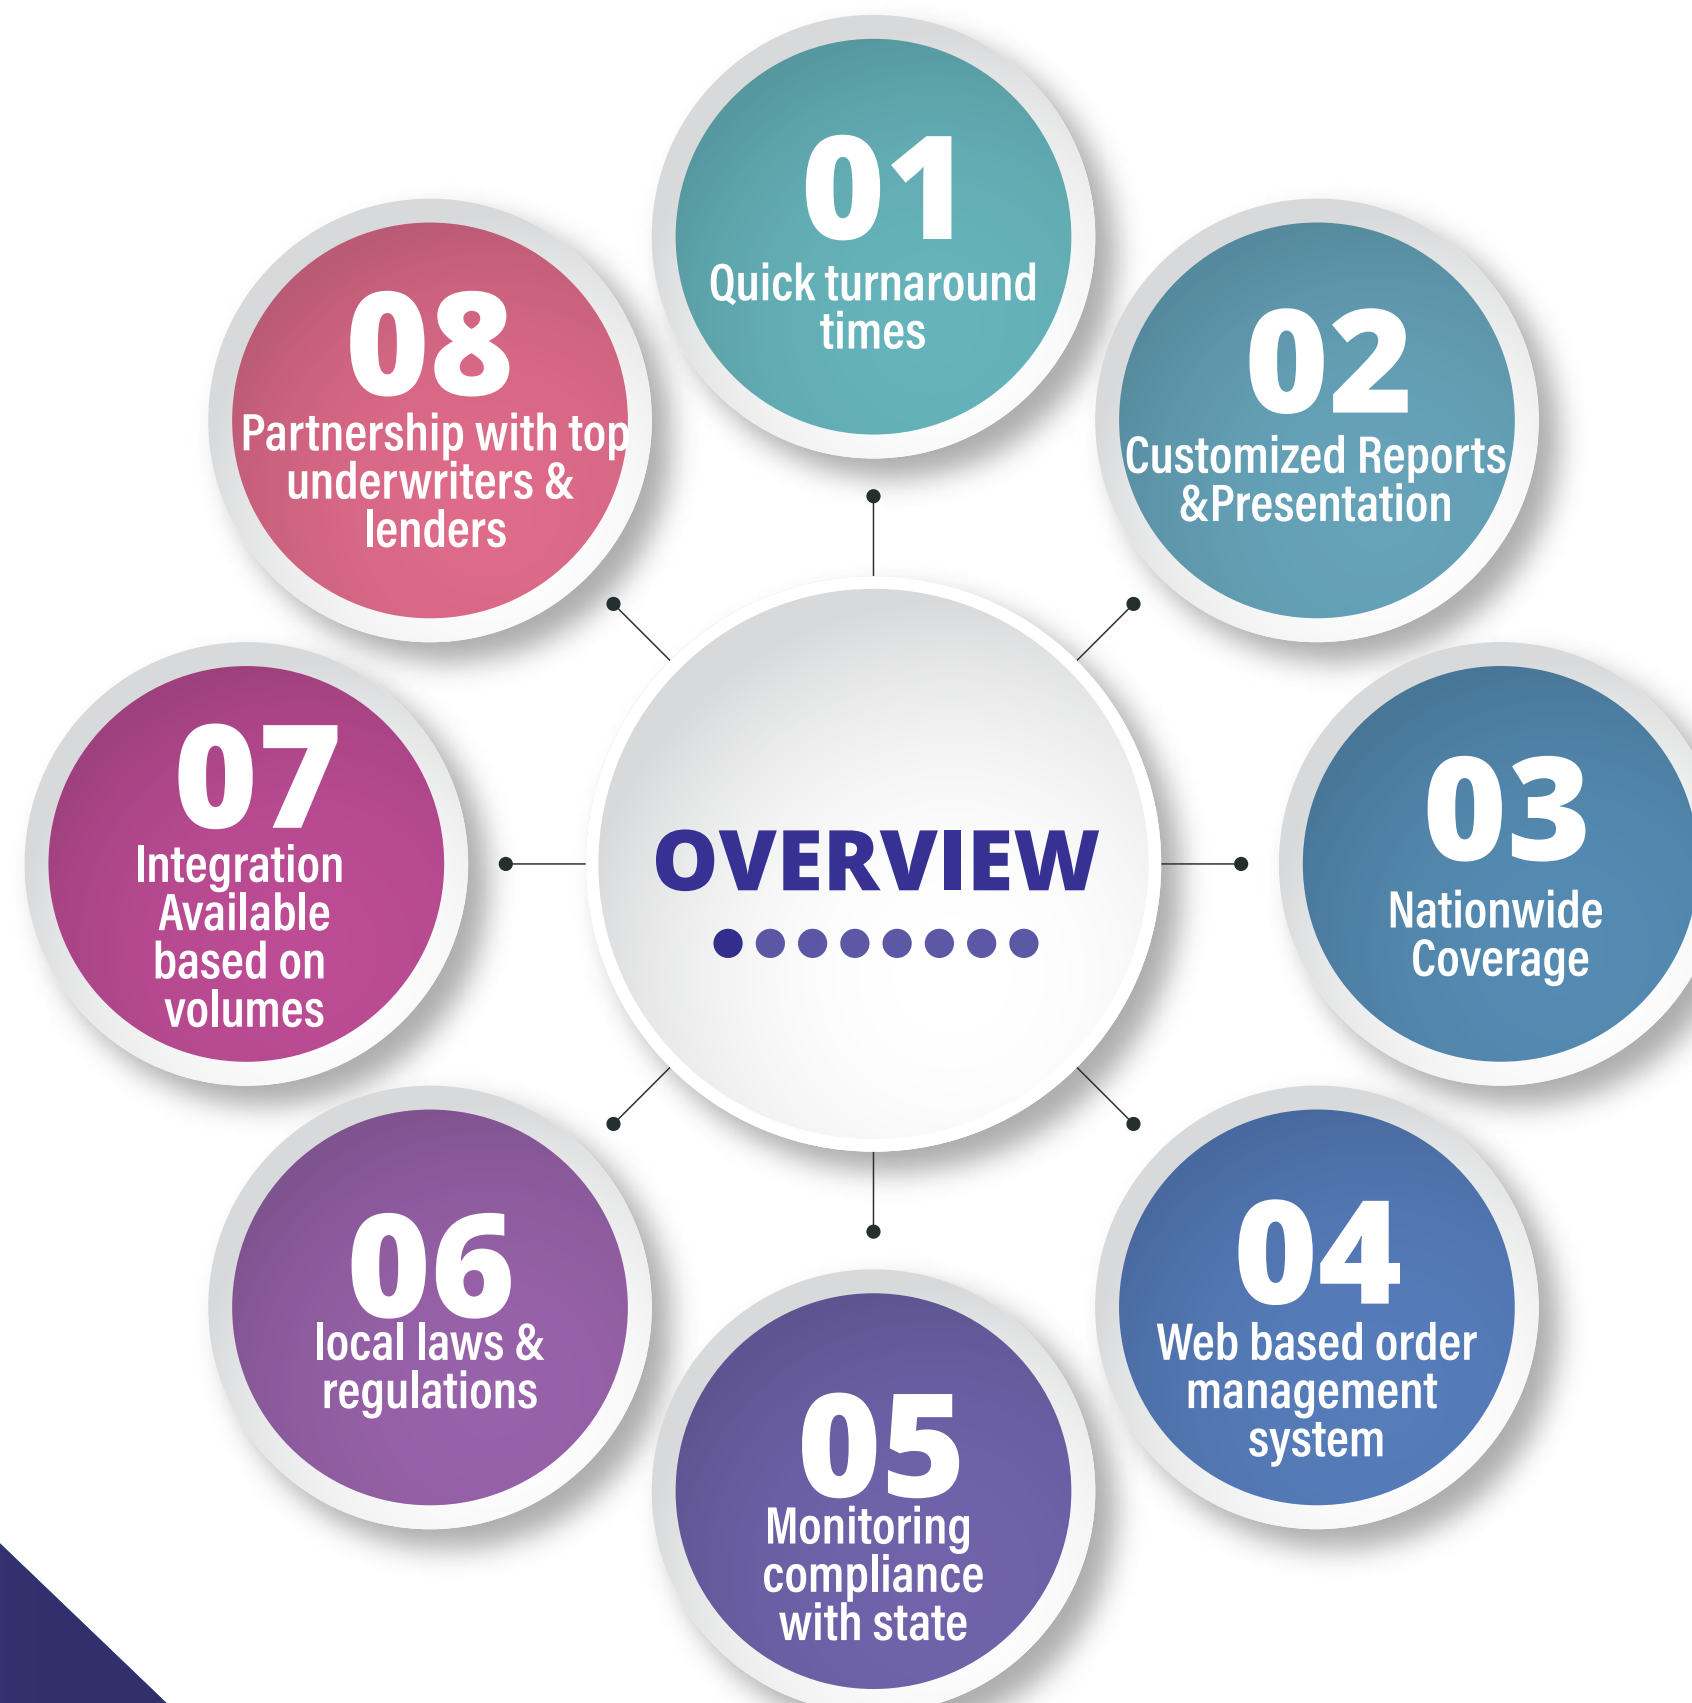 01
Quick turnaround
times
02
Customized Reports
&Presentation
03
Nationwide
Coverage
04
Web based order
management
system
05
Monitoring
compliance
with state
06
local laws &
regulations
07
Integration
Available
based on
volumes
08
Partnership with top
underwriters &
lenders
OVERVIEW